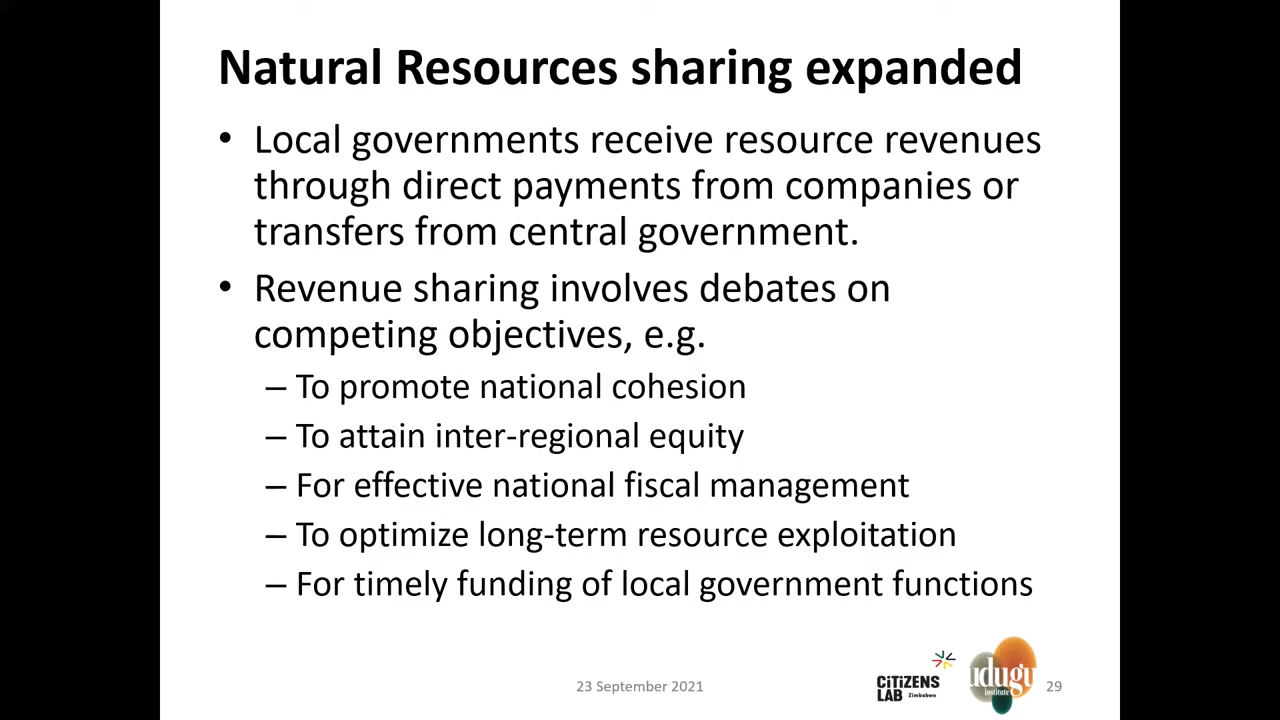 Natural Resources sharing expanded
• Local governments receive resource revenues
through direct payments from companies or
transfers from central government.
• Revenue sharing involves debates on
competing objectives, e.g.
– To promote national cohesion
– To attain inter-regional equity
– For effective national fiscal management
– To optimize long-term resource exploitation
– For timely funding of local government functions
23 September 2021
CiTiZENS
LAB Zimbabwe
udugu
institute
29